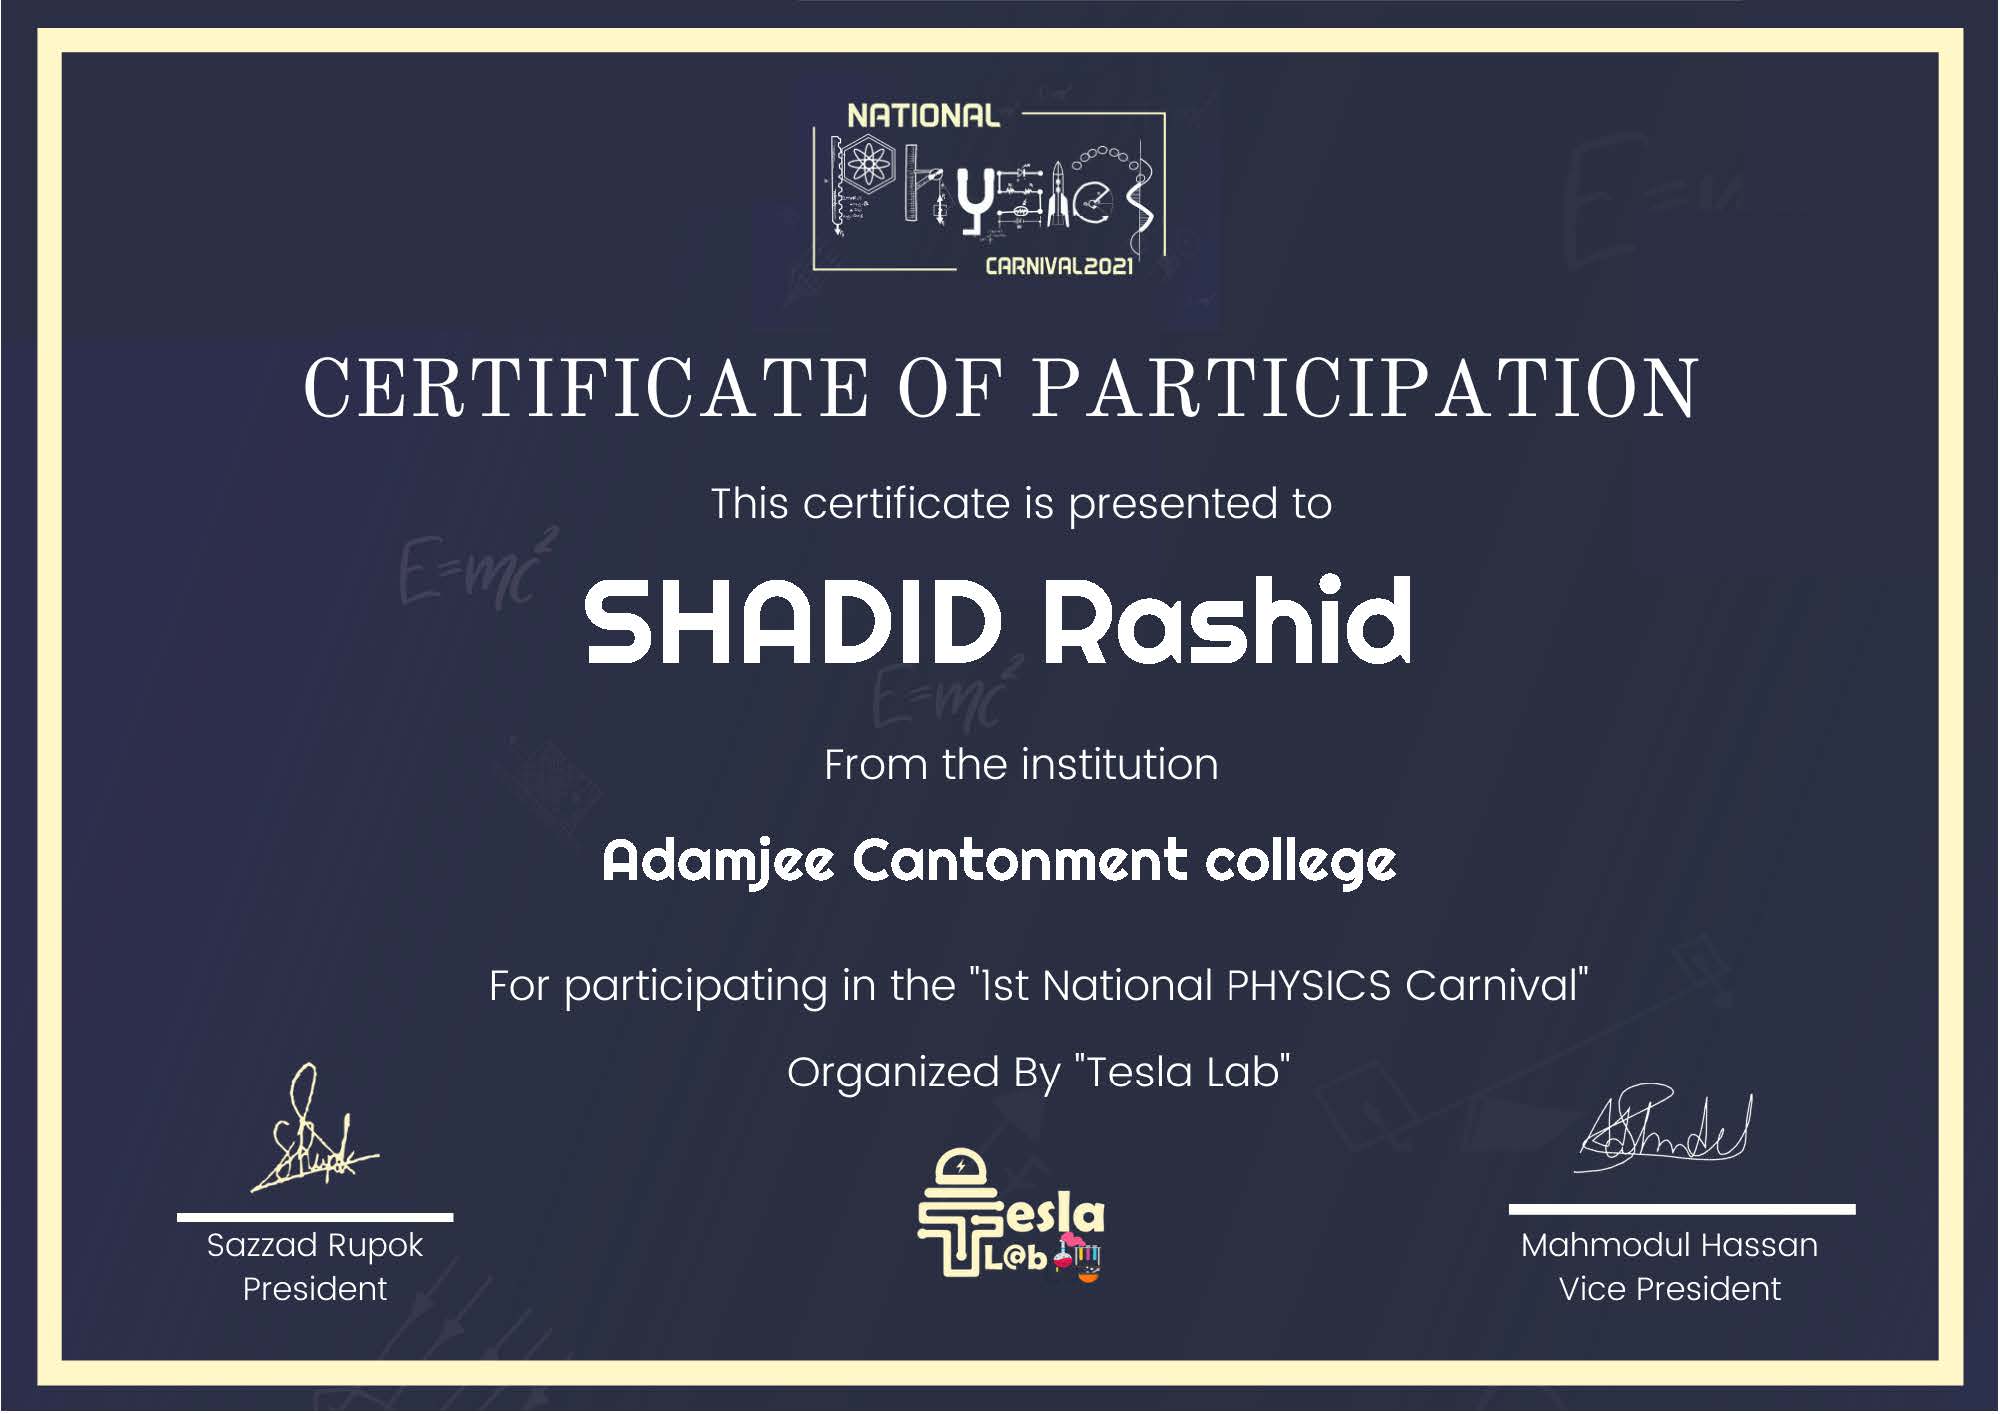 NATIONAL
Physics
CARNIVAL2021
CERTIFICATE OF PARTICIPATION
This certificate is presented to
E=mc²
SHADID Rashid
E=mc²
From the institution
Adamjee Cantonment college
For participating in the "1st National PHYSICS Carnival"
Organized By "Tesla Lab"
Tesla
L@b
Sazzad Rupok
President
Mahmodul Hassan
Vice President